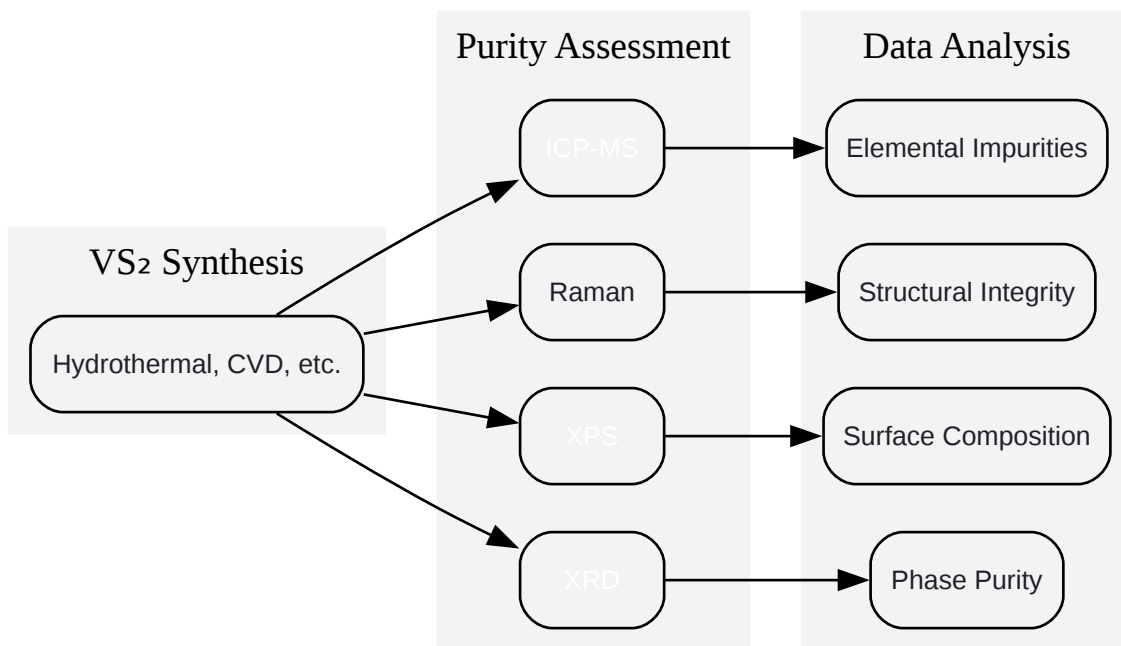 Purity Assessment
Data Analysis
ICP-MS
Elemental Impurities
VS₂ Synthesis
Raman
Structural Integrity
Hydrothermal, CVD, etc.
XPS
Surface Composition
XRD
Phase Purity